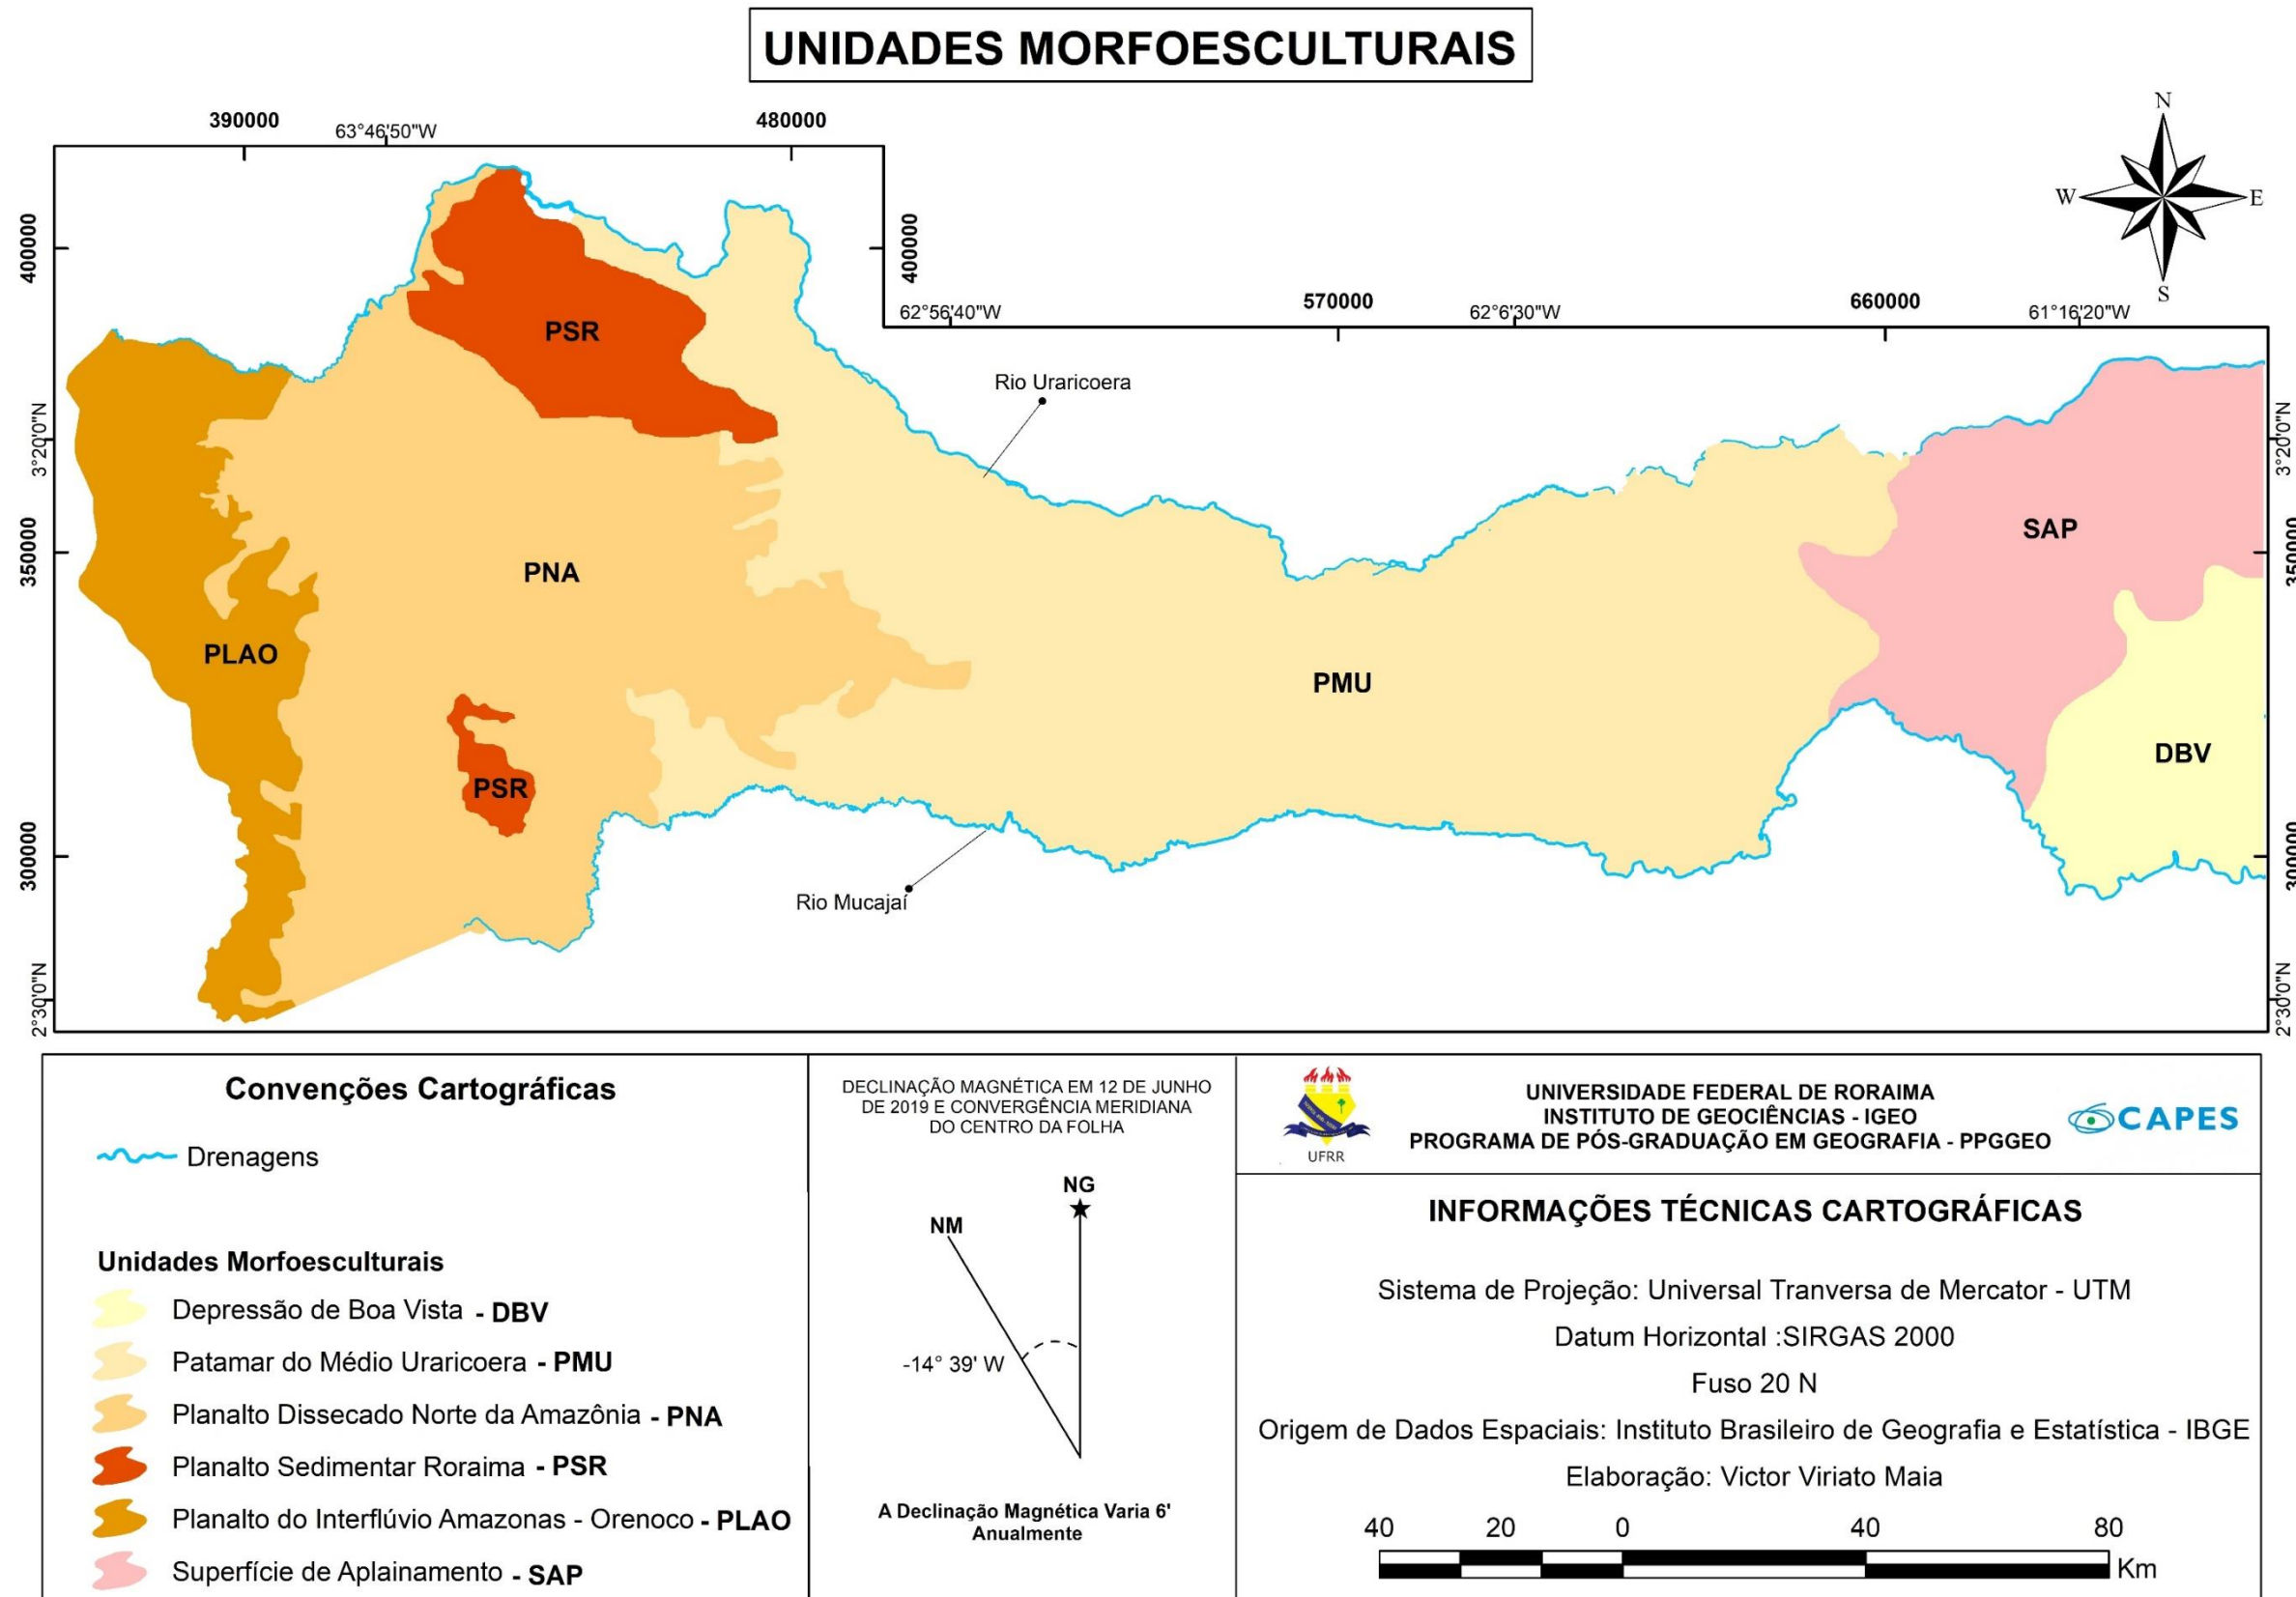 UNIDADES MORFOESCULTURAIS
390000
63°46'50"W
480000
N
W
E
S
400000
400000
62°56'40"W
570000
62°6'30"W
660000
61°16'20"W
PSR
Rio Uraricoera
3°20'0"N
3°20'0"N
SAP
350000
350000
PNA
PLAO
PMU
DBV
PSR
300000
300000
Rio Mucajaí
2°30'0"N
2°30'0"N
Convenções Cartográficas
Drenagens
Unidades Morfoesculturais
Depressão de Boa Vista - DBV
Patamar do Médio Uraricoera - PMU
Planalto Dissecado Norte da Amazônia - PNA
Planalto Sedimentar Roraima - PSR
Planalto do Interflúvio Amazonas - Orenoco - PLAO
Superfície de Aplainamento - SAP
DECLINAÇÃO MAGNÉTICA EM 12 DE JUNHO
DE 2019 E CONVERGÊNCIA MERIDIANA
DO CENTRO DA FOLHA
NG
NM
-14° 39' W
A Declinação Magnética Varia 6'
Anualmente
UFRR
UNIVERSIDADE FEDERAL DE RORAIMA
INSTITUTO DE GEOCIÊNCIAS - IGEO
PROGRAMA DE PÓS-GRADUAÇÃO EM GEOGRAFIA - PPGGEO
CAPES
INFORMAÇÕES TÉCNICAS CARTOGRÁFICAS
Sistema de Projeção: Universal Tranversa de Mercator - UTM
Datum Horizontal :SIRGAS 2000
Fuso 20 N
Origem de Dados Espaciais: Instituto Brasileiro de Geografia e Estatística - IBGE
Elaboração: Victor Viriato Maia
40 20 0 40 80
Km